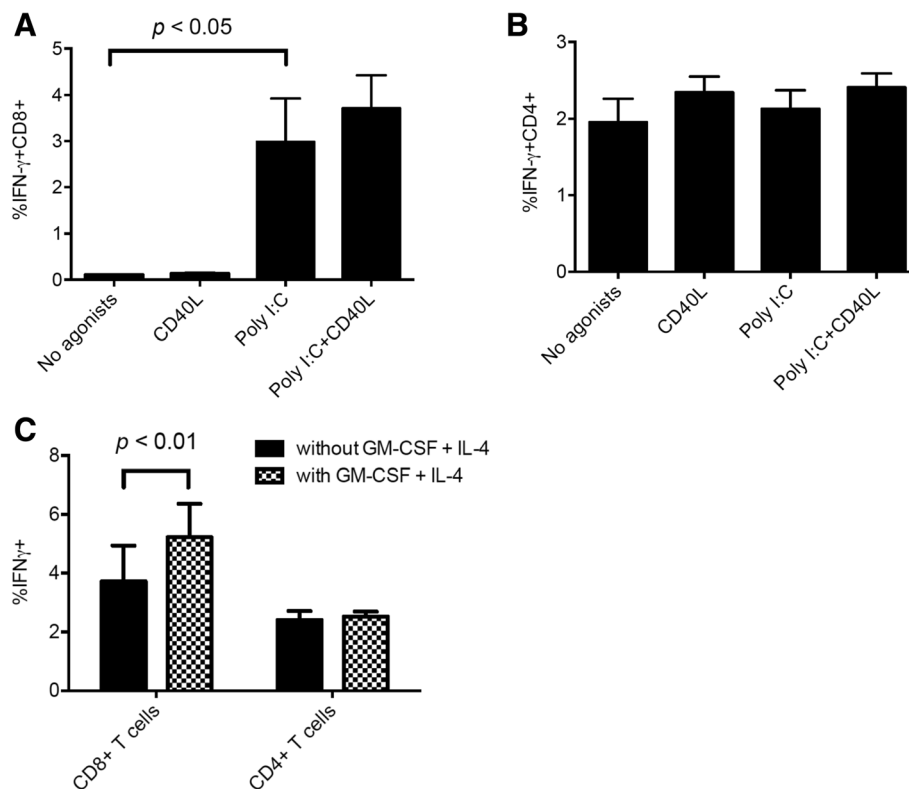 A
p < 0.05
%IFN-γ+CD8+
5
4
3
2
1
0
No agonists
CD40L
Poly I:C
Poly I:C+CD40L
B
%IFN-γ+CD4+
3
2
1
0
No agonists
CD40L
Poly I:C
Poly I:C+CD40L
C
p < 0.01
without GM-CSF + IL-4
with GM-CSF + IL-4
%IFNγ+
8
6
4
2
0
CD8+ T cells
CD4+ T cells